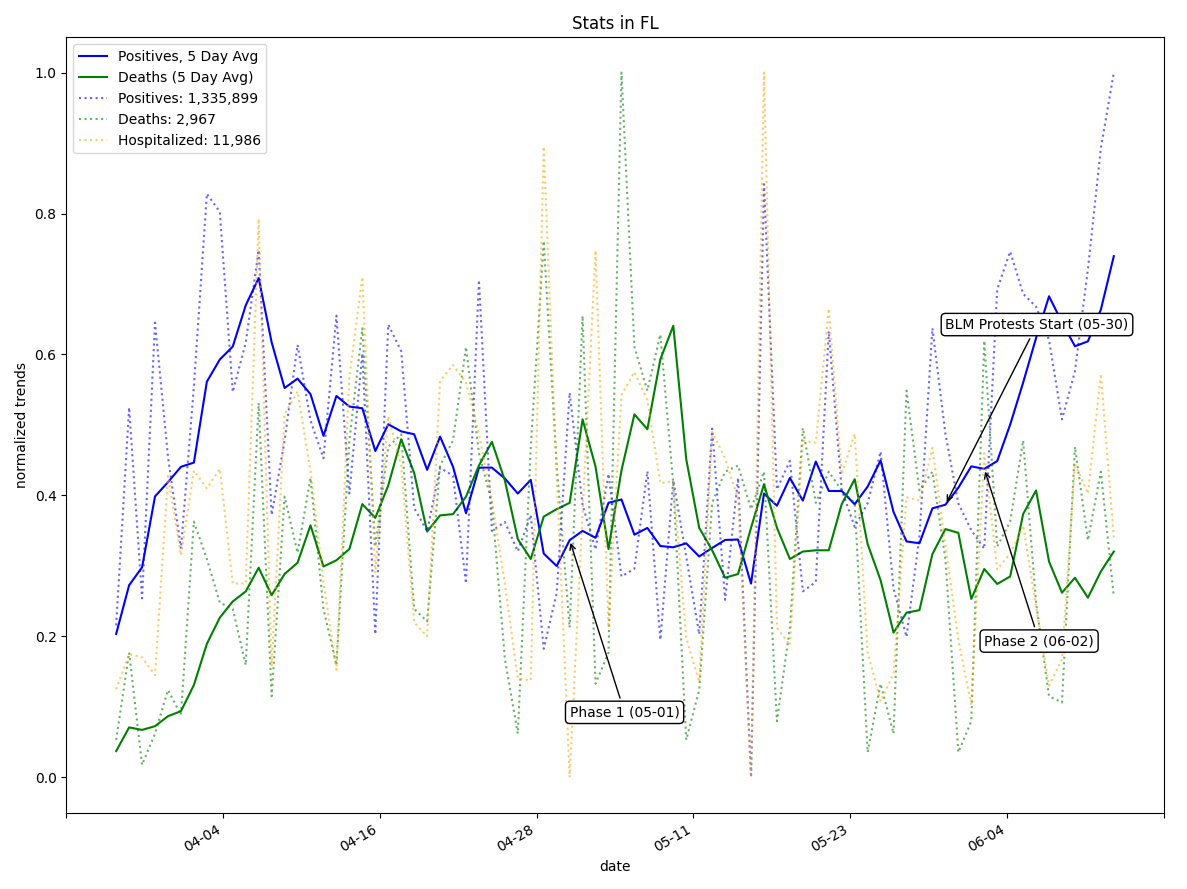 Stats in FL
Positives, 5 Day Avg
Deaths (5 Day Avg)
Positives: 1,335,899
Deaths: 2,967
Hospitalized: 11,986
1.0
0.8
0.6
0.4
0.2
0.0
normalized trends
BLM Protests Start (05-30)
Phase 2 (06-02)
Phase 1 (05-01)
04-04
04-16
04-28
05-11
05-23
06-04
date